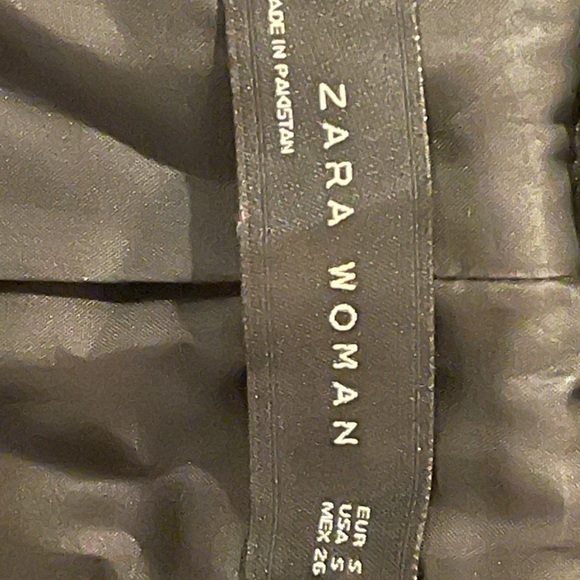 ZARA WOMAN
EUR S
USA S
MEX 26
ADE IN PAKISTAN